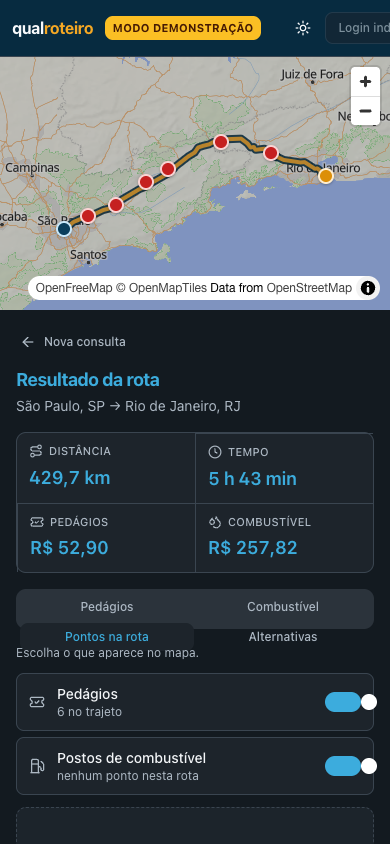 qualroteiro MODO DEMONSTRAÇÃO Login ind
Juiz de Fora
Campinas
Rio de Janeiro
São P
Santos
OpenFreeMap © OpenMapTiles Data from OpenStreetMap
Nova consulta
Resultado da rota
São Paulo, SP → Rio de Janeiro, RJ
DISTÂNCIA
429,7 km
TEMPO
5 h 43 min
PEDÁGIOS
R$ 52,90
COMBUSTÍVEL
R$ 257,82
Pedágios Combustível
Pontos na rota Alternativas
Escolha o que aparece no mapa.
Pedágios
6 no trajeto
Postos de combustível
nenhum ponto nesta rota